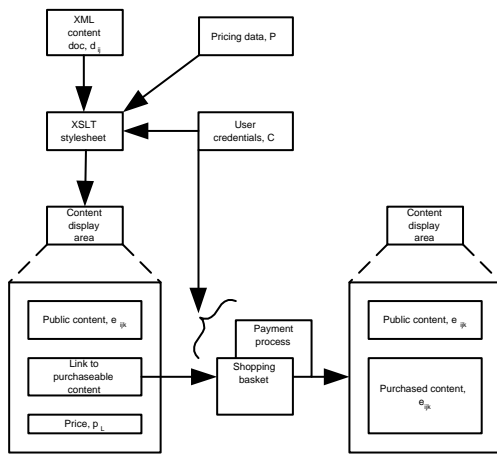 XML
content
doc, d ij
Pricing data, P
XSLT
stylesheet
User
credentials, C
Content
display
area
Content
display
area
Public content, e ijk
Link to
purchaseable
content
Price, p L
Payment
process
Shopping
basket
Public content, e ijk
Purchased content,
e ijk